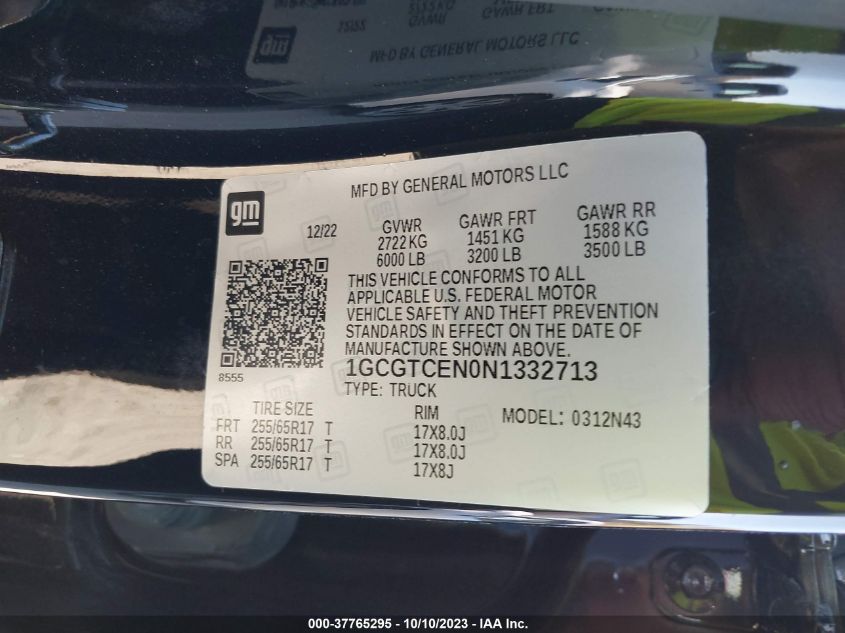 MFD BY GENERAL MOTORS LLC
gm
12/22
GVWR GAWR FRT GAWR RR
2722 KG 1451 KG 1588 KG
6000 LB 3200 LB 3500 LB
THIS VEHICLE CONFORMS TO ALL
APPLICABLE U.S. FEDERAL MOTOR
VEHICLE SAFETY AND THEFT PREVENTION
STANDARDS IN EFFECT ON THE DATE OF
MANUFACTURE SHOWN ABOVE.
8555
1GCGTCEN0N1332713
TYPE: TRUCK
TIRE SIZE RIM MODEL: 0312N43
FRT 255/65R17 T 17X8.0J
RR 255/65R17 T 17X8.0J
SPA 255/65R17 T 17X8J
000-37765295 - 10/10/2023 - IAA Inc.